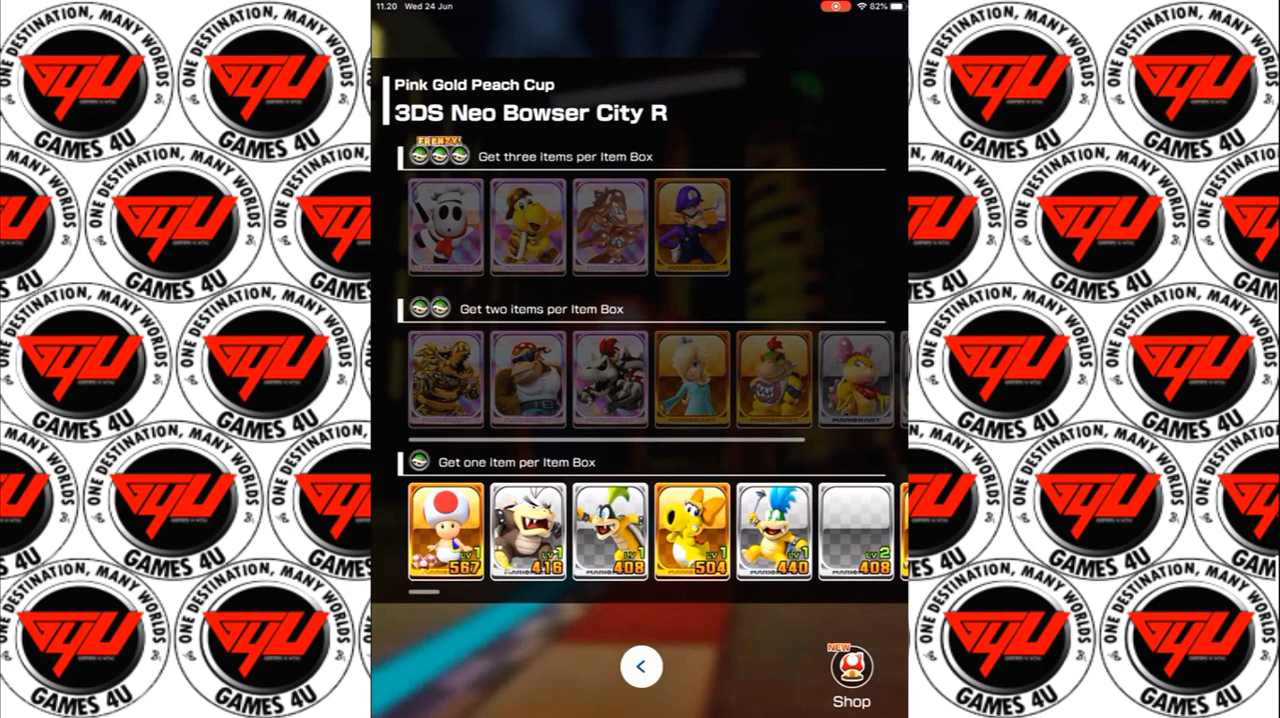 11.20 Wed 24 Jun
82%
Pink Gold Peach Cup
3DS Neo Bowser City R
FRENZY!
Get three items per Item Box
Get two items per Item Box
Get one item per Item Box
LV 1
567
LV 1
416
LV 1
408
LV 1
504
LV 1
440
LV 2
408
NEW
Shop
ONE DESTINATION, MANY WORLDS
G4U
GAMES 4U